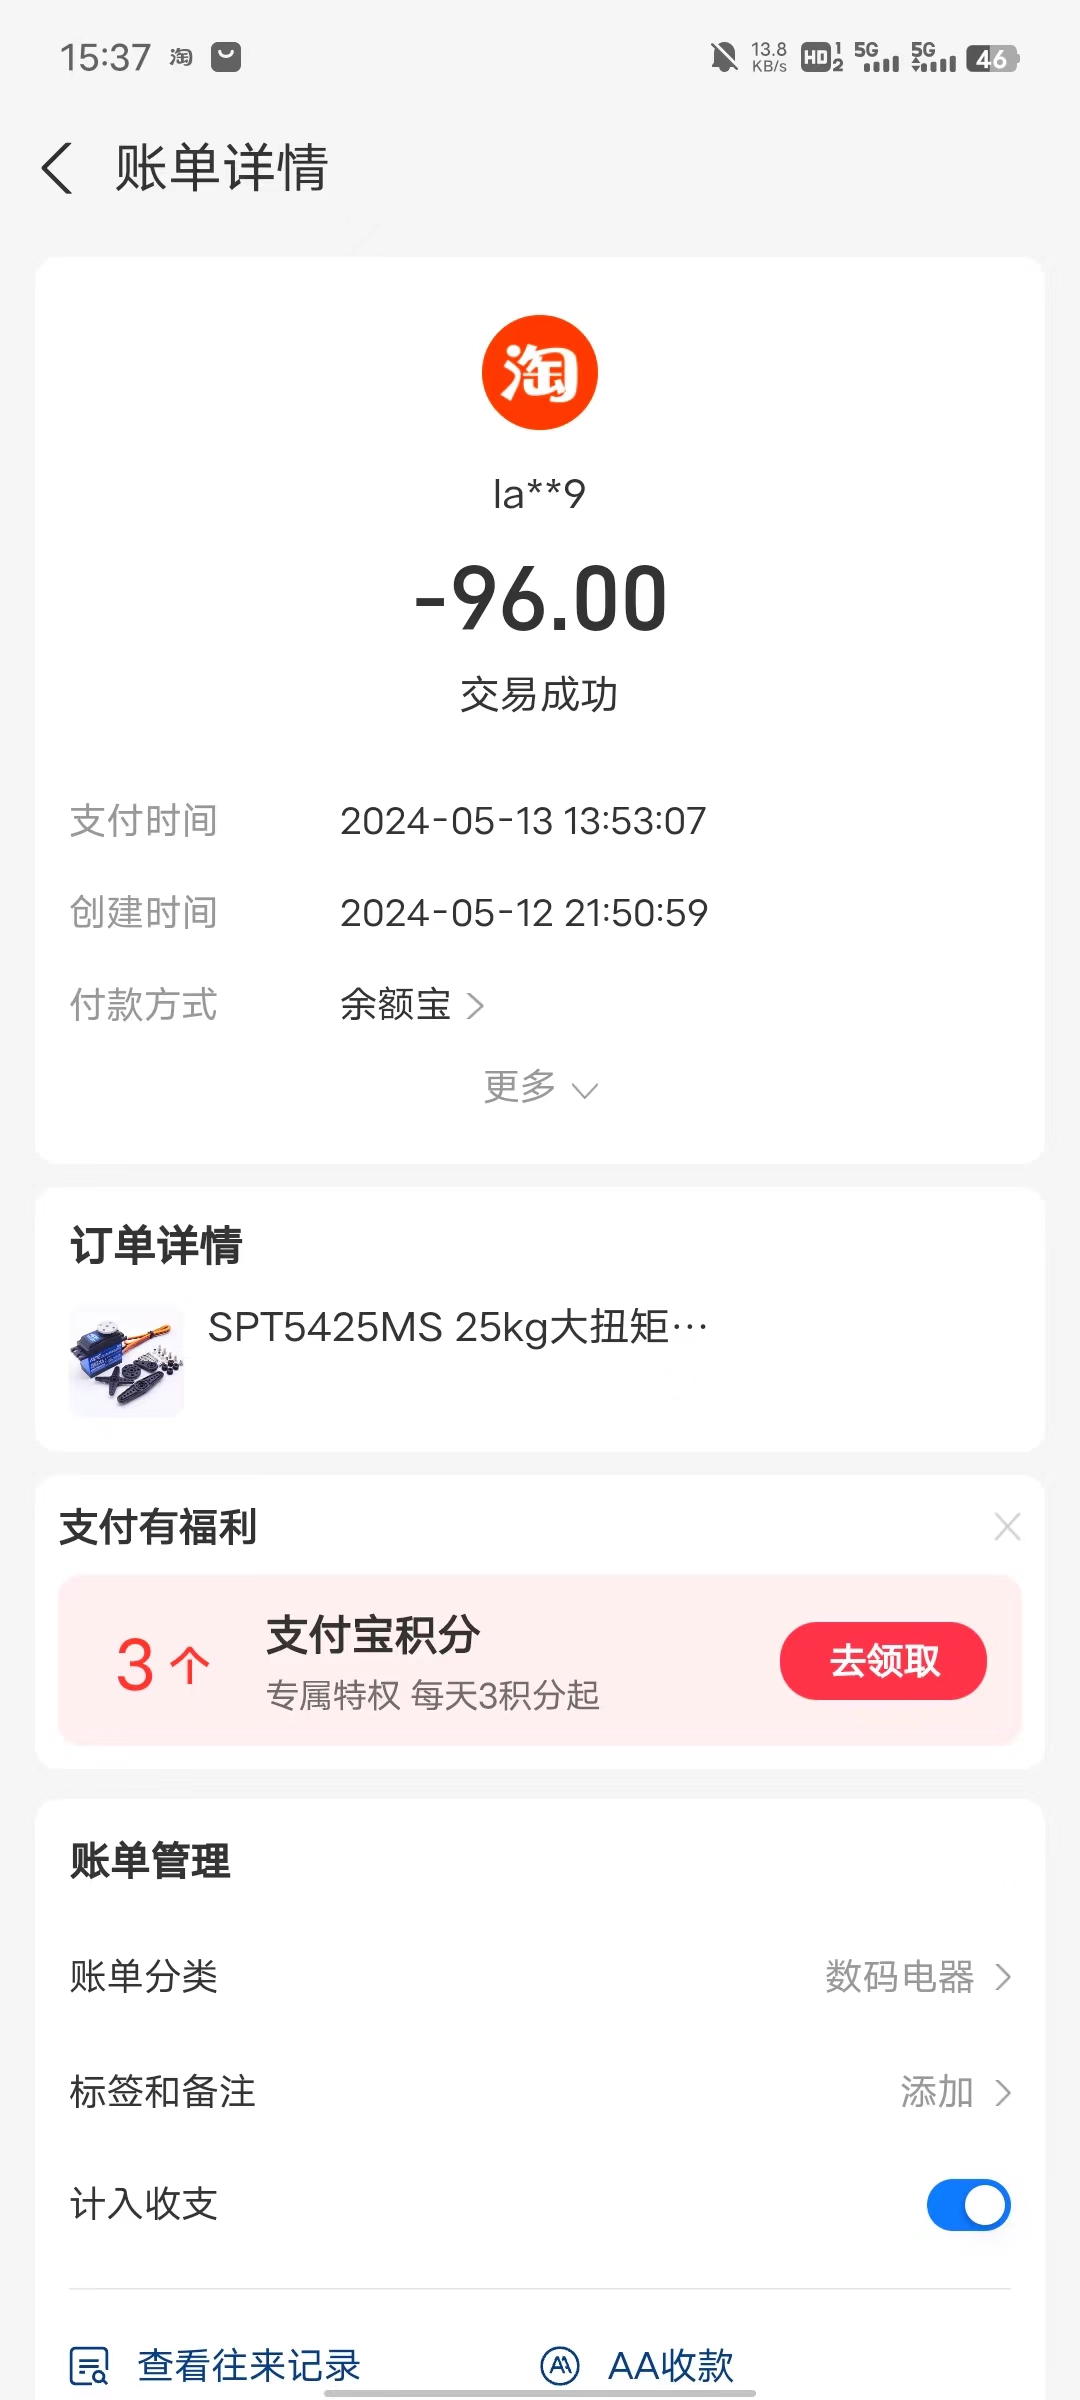 15:37 淘 13.8 KB/s HD 1 2 5G 5G 46
账单详情
淘
la**9
-96.00
交易成功
支付时间 2024-05-13 13:53:07
创建时间 2024-05-12 21:50:59
付款方式 余额宝
更多
订单详情
SPT5425MS 25kg大扭矩…
支付有福利
3个 支付宝积分 去领取
专属特权 每天3积分起
账单管理
账单分类 数码电器
标签和备注 添加
计入收支
查看往来记录 AA收款